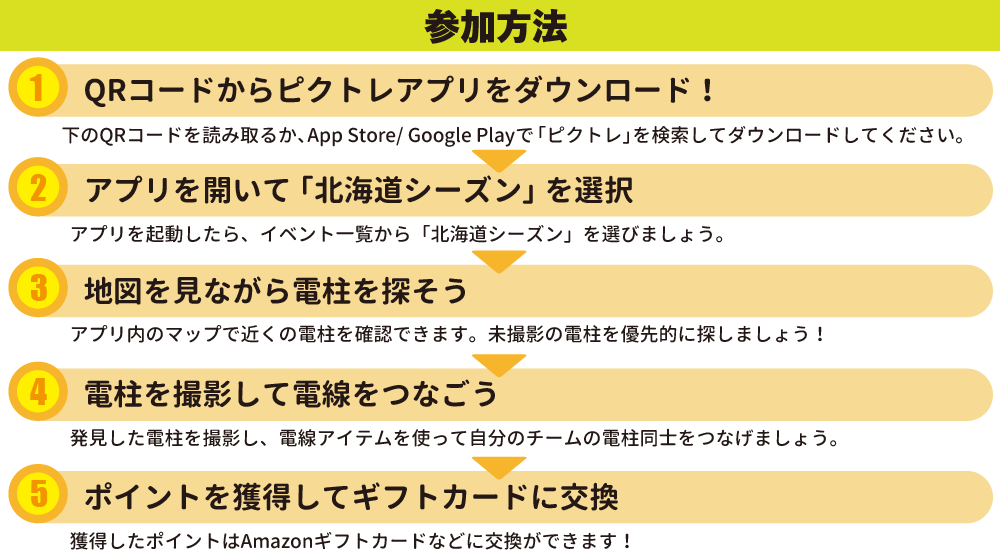 参加方法
1 QRコードからピクトレアプリをダウンロード！
下のQRコードを読み取るか、App Store/ Google Playで「ピクトレ」を検索してダウンロードしてください。
2 アプリを開いて「北海道シーズン」を選択
アプリを起動したら、イベント一覧から「北海道シーズン」を選びましょう。
3 地図を見ながら電柱を探そう
アプリ内のマップで近くの電柱を確認できます。未撮影の電柱を優先的に探しましょう！
4 電柱を撮影して電線をつなごう
発見した電柱を撮影し、電線アイテムを使って自分のチームの電柱同士をつなげましょう。
5 ポイントを獲得してギフトカードに交換
獲得したポイントはAmazonギフトカードなどに交換ができます！